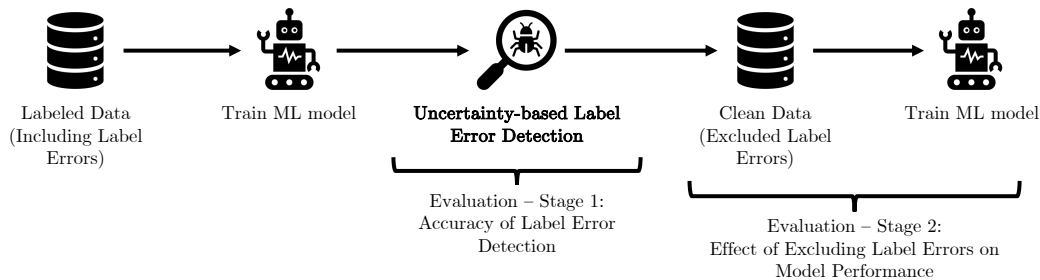 Labeled Data
(Including Label
Errors)
Train ML model
Uncertainty-based Label
Error Detection
Clean Data
(Excluded Label
Errors)
Train ML model
Evaluation – Stage 1:
Accuracy of Label Error
Detection
Evaluation – Stage 2:
Effect of Excluding Label Errors on
Model Performance